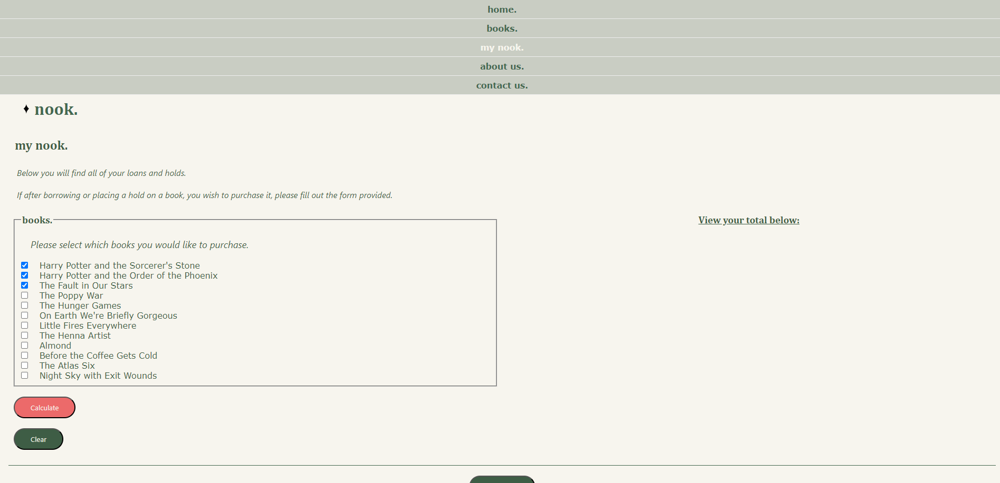 home.
books.
my nook.
about us.
contact us.
nook.
my nook.
Below you will find all of your loans and holds.
If after borrowing or placing a hold on a book, you wish to purchase it, please fill out the form provided.
books.
Please select which books you would like to purchase.
Harry Potter and the Sorcerer's Stone
Harry Potter and the Order of the Phoenix
The Fault in Our Stars
The Poppy War
The Hunger Games
On Earth We're Briefly Gorgeous
Little Fires Everywhere
The Henna Artist
Almond
Before the Coffee Gets Cold
The Atlas Six
Night Sky with Exit Wounds
Calculate
Clear
View your total below: